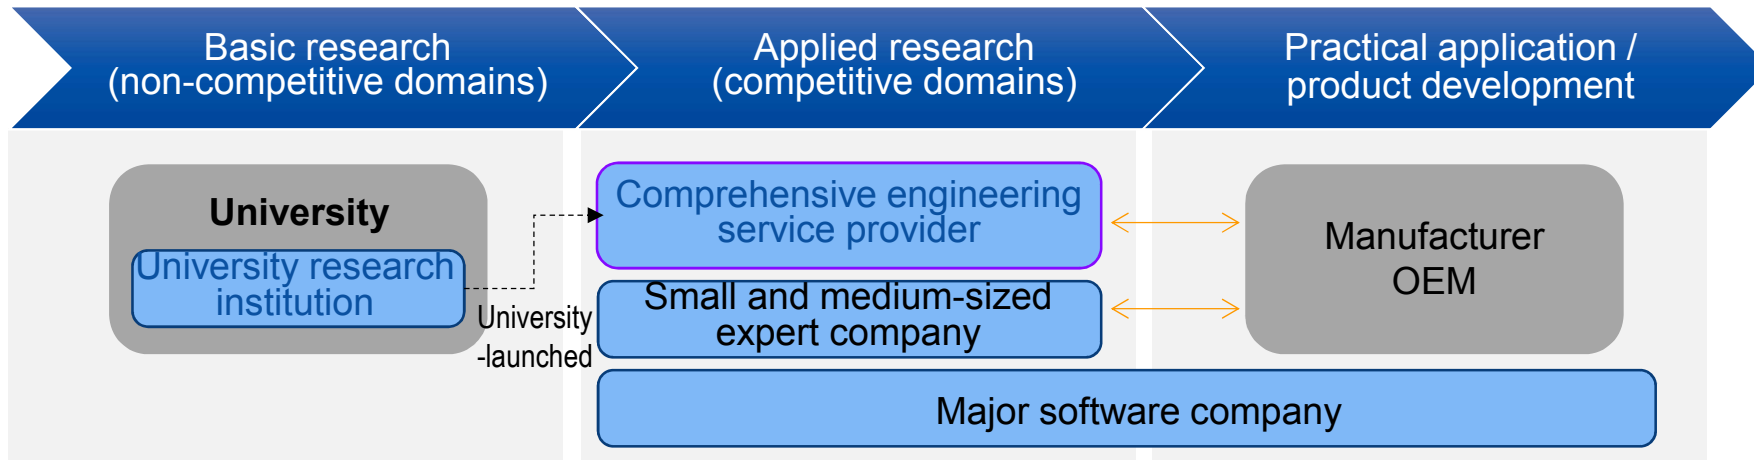 Basic research
(non-competitive domains)
Applied research
(competitive domains)
Practical application /
product development
University
University research
institution
University
-launched
Comprehensive engineering
service provider
Small and medium-sized
expert company
Major software company
Manufacturer
OEM